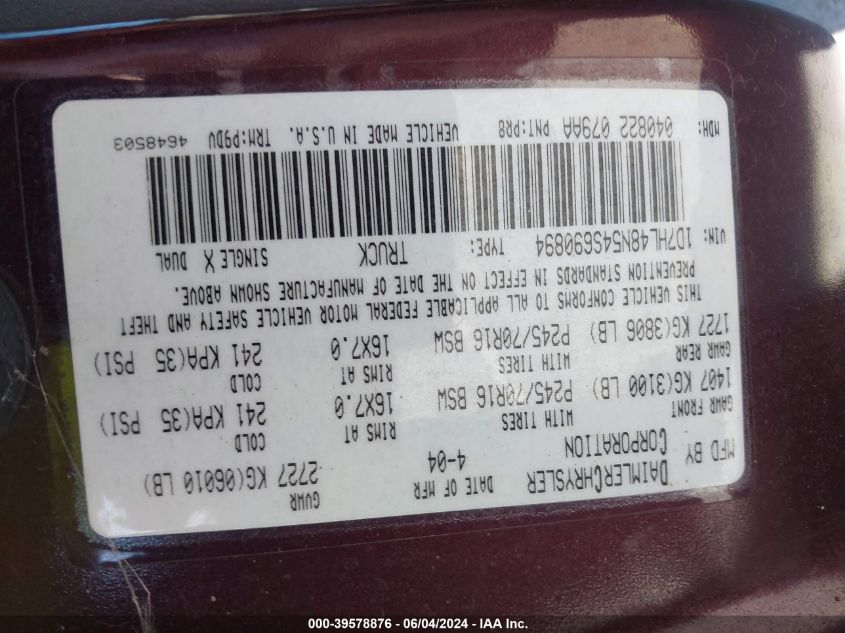 MFD BY DAIMLERCHRYSLER CORPORATION DATE OF MFR 4-04 GVWR 2727 KG(06010 LB)
GAWR FRONT WITH TIRES RIMS AT COLD
1407 KG(3100 LB) P245/70R16 BSW 16X7.0 241 KPA(35 PSI)
GAWR REAR WITH TIRES RIMS AT COLD
1727 KG(3806 LB) P245/70R16 BSW 16X7.0 241 KPA(35 PSI)
THIS VEHICLE CONFORMS TO ALL APPLICABLE FEDERAL MOTOR VEHICLE SAFETY AND THEFT
PREVENTION STANDARDS IN EFFECT ON THE DATE OF MANUFACTURE SHOWN ABOVE.
VIN: 1D7HL48N54S690894 TYPE: TRUCK SINGLE X DUAL
MDH: 040822 079AA PNT:PR8 VEHICLE MADE IN U.S.A. TRM:P9DV 4648503
000-39578876 - 06/04/2024 - IAA Inc.